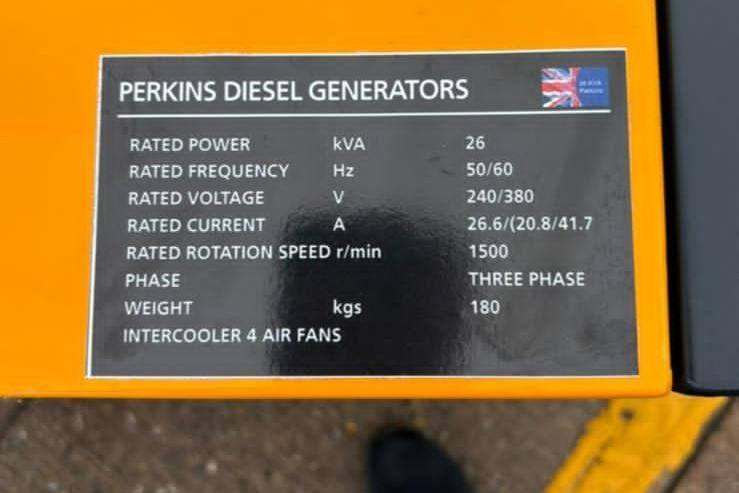 PERKINS DIESEL GENERATORS
RATED POWER kVA 26
RATED FREQUENCY Hz 50/60
RATED VOLTAGE V 240/380
RATED CURRENT A 26.6/(20.8/41.7
RATED ROTATION SPEED r/min 1500
PHASE THREE PHASE
WEIGHT kgs 180
INTERCOOLER 4 AIR FANS